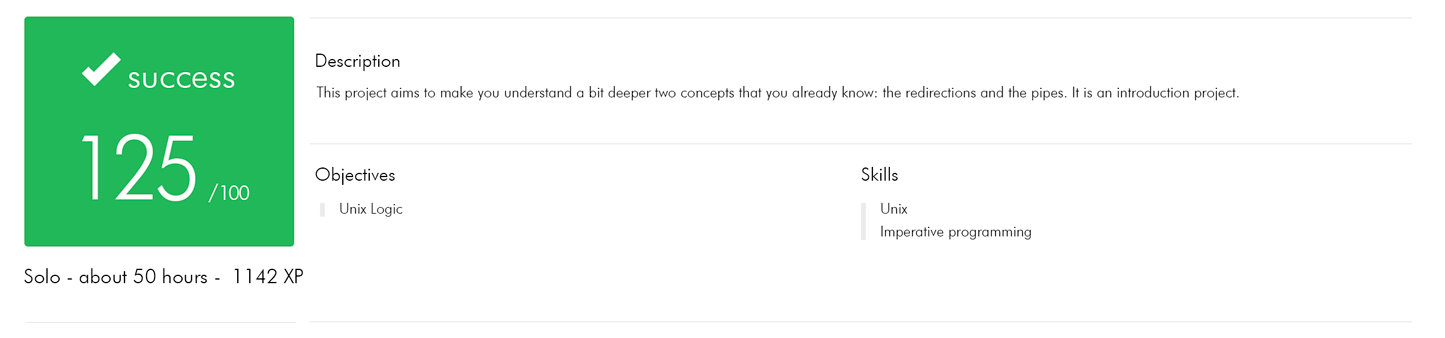 success
125 /100
Solo - about 50 hours - 1142 XP
Description
This project aims to make you understand a bit deeper two concepts that you already know: the redirections and the pipes. It is an introduction project.
Objectives
Unix Logic
Skills
Unix
Imperative programming